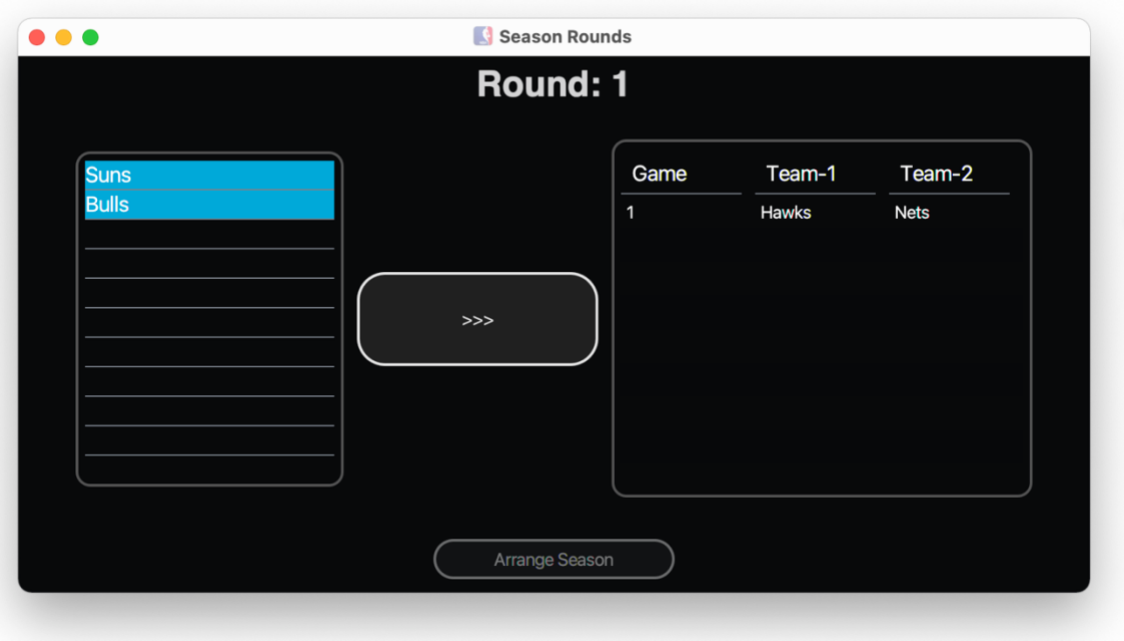 Season Rounds
Round: 1
Suns
Bulls
>>>
Game Team-1 Team-2
1 Hawks Nets
Arrange Season